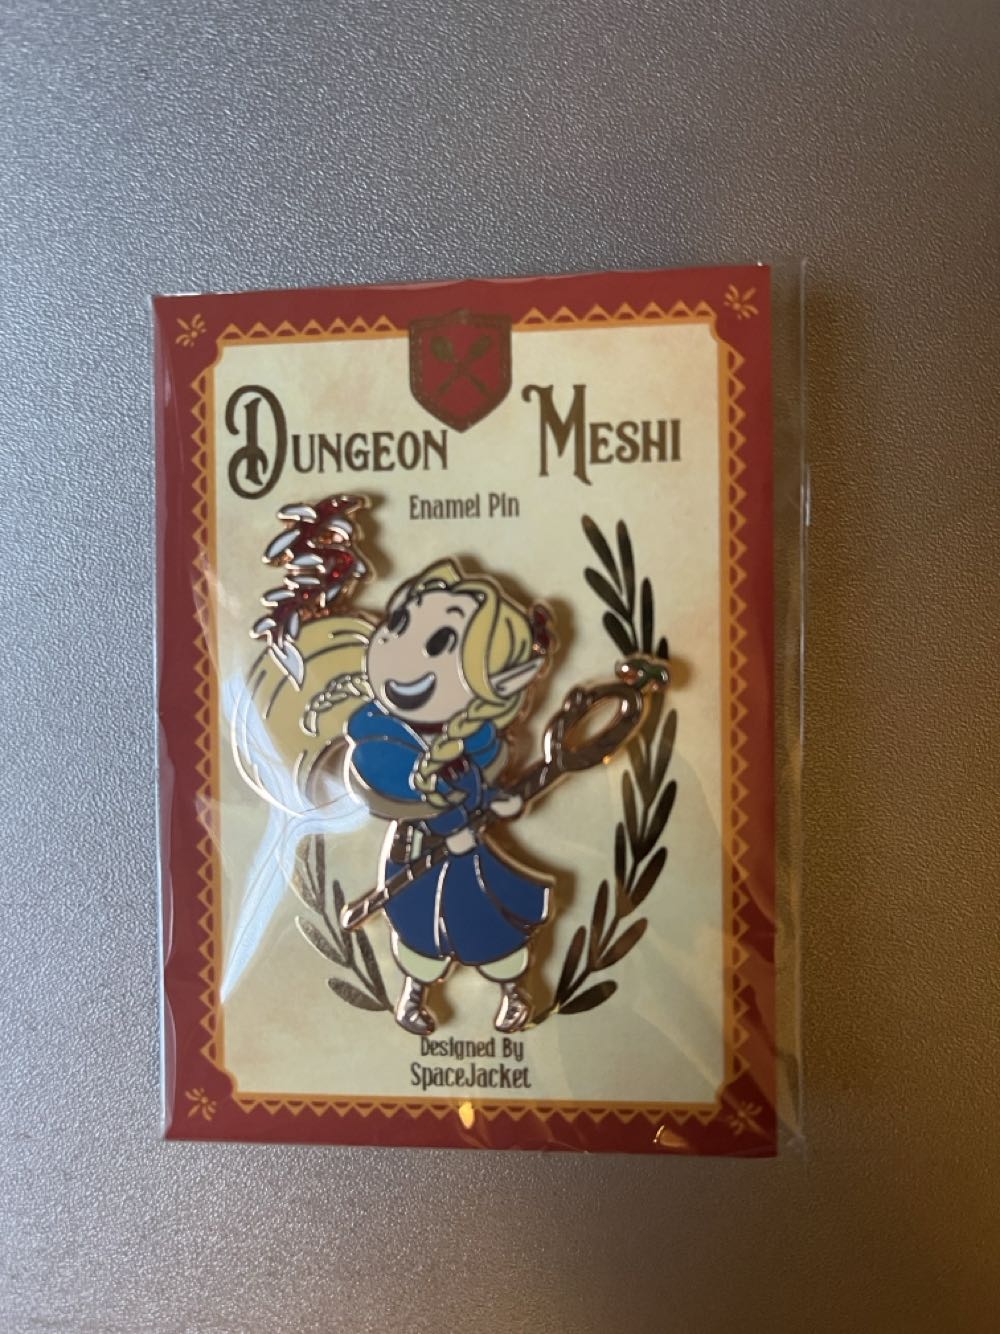 Dungeon Meshi
Enamel Pin
Designed By
SpaceJacket